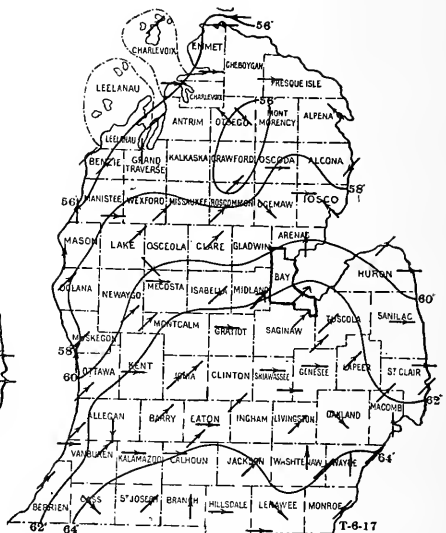 56°
EMMET
CHARLEVOIX
CHEBOYGAN
PRESQUE ISLE
LEELANAU
CHARLEVOIX
56°
ANTRIM OTSEGO MONT MORENCY ALPENA
LEELANAU
BENZIE GRAND TRAVERSE KALKASKA CRAWFORD OSCODA ALCONA
58°
56° MANISTEE WEXFORD MISSAUKEE ROSCOMMON OGEMAW IOSCO
ARENAC
MASON LAKE OSCEOLA CLARE GLADWIN
BAY HURON
OCEANA NEWAYGO MECOSTA ISABELLA MIDLAND 60°
MONTCALM GRATIOT SAGINAW TUSCOLA SANILAC
MUSKEGON
58°
KENT GENESEE LAPEER ST CLAIR
60° OTTAWA IONIA CLINTON SHIAWASSEE
62°
MACOMB
ALLEGAN BARRY EATON INGHAM LIVINGSTON OAKLAND
64°
VANBUREN KALAMAZOO CALHOUN JACKSON WASHTENAW WAYNE
BERRIEN CASS ST JOSEPH BRANCH HILLSDALE LENAWEE MONROE
62° 64° T-6-17